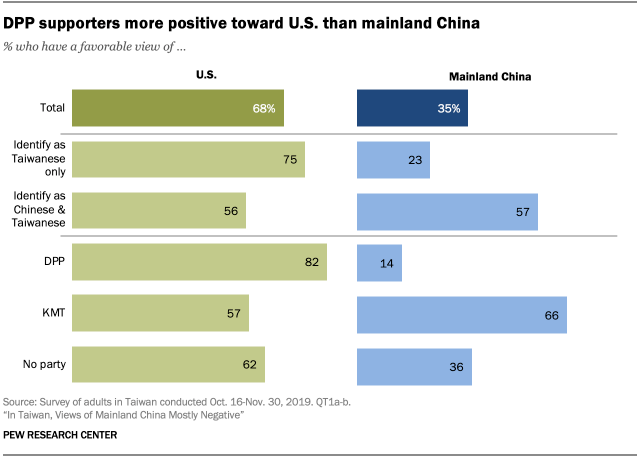 DPP supporters more positive toward U.S. than mainland China
% who have a favorable view of ...
U.S.
Mainland China
Total
68%
35%
Identify as
Taiwanese
only
75
23
Identify as
Chinese &
Taiwanese
56
57
DPP
82
14
KMT
57
66
No party
62
36
Source: Survey of adults in Taiwan conducted Oct. 16-Nov. 30, 2019. QT1a-b.
“In Taiwan, Views of Mainland China Mostly Negative”
PEW RESEARCH CENTER